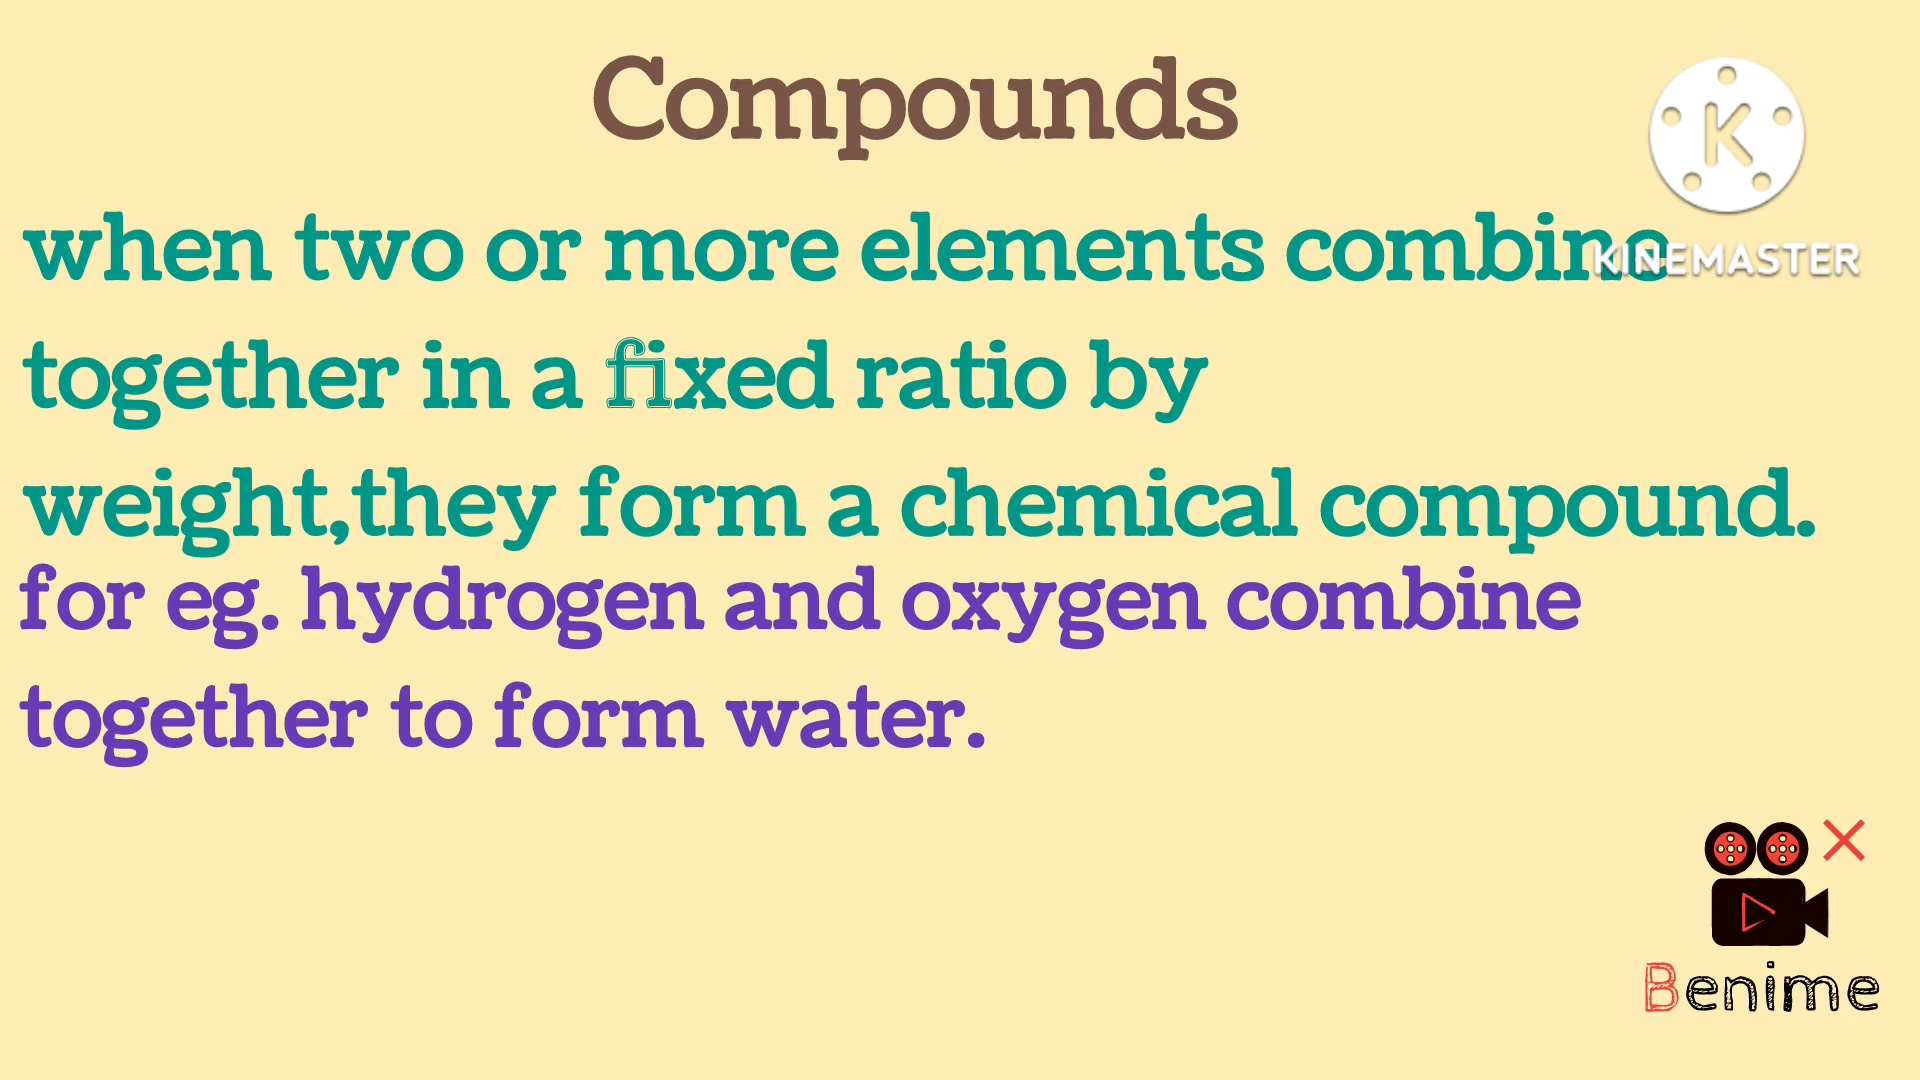 Compounds
when two or more elements combine
KINEMASTER
together in a fixed ratio by
weight,they form a chemical compound.
for eg. hydrogen and oxygen combine
together to form water.
Benime